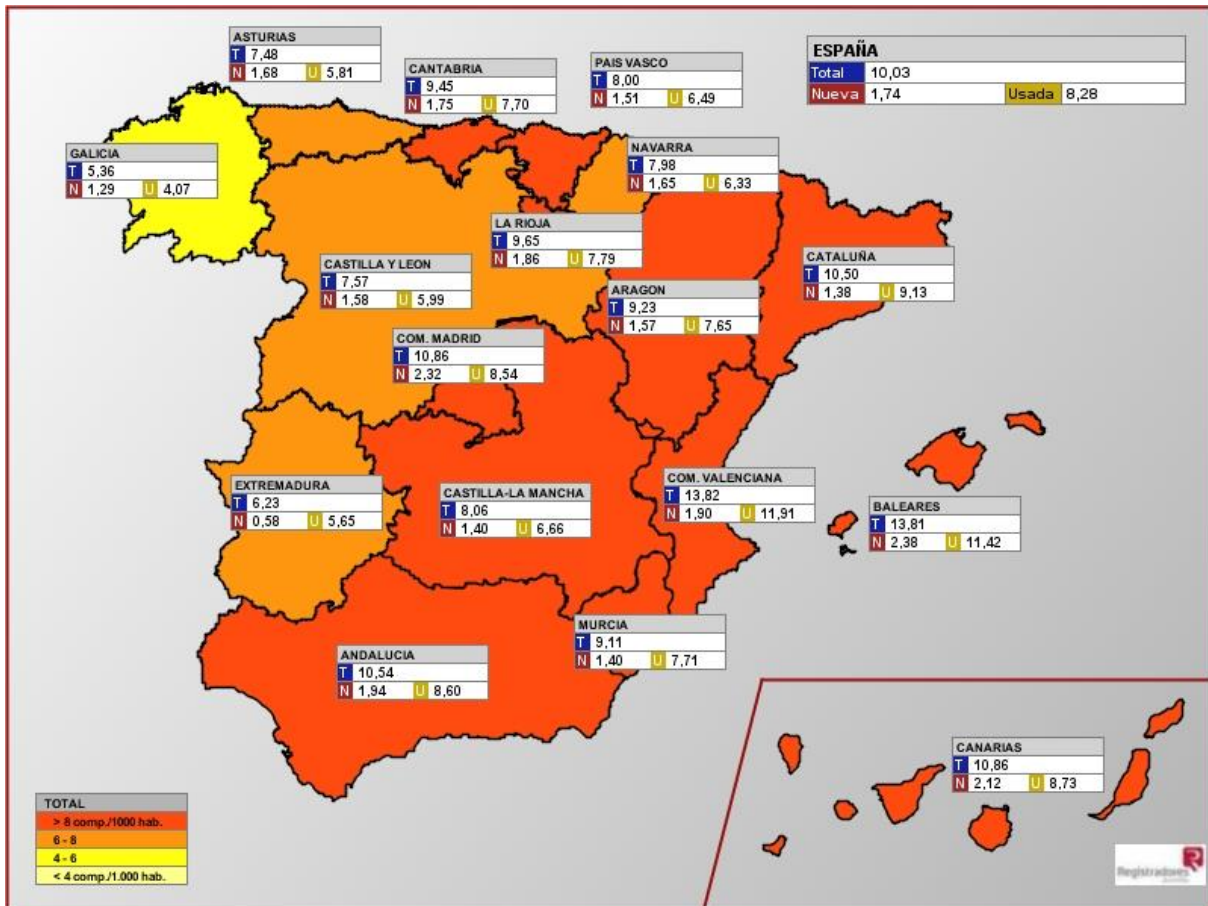 ASTURIAS
T 7,48
N 1,68 U 5,81
CANTABRIA
T 9,45
N 1,75 U 7,70
PAIS VASCO
T 8,00
N 1,51 U 6,49
ESPAÑA
Total 10,03
Nueva 1,74 Usada 8,28
GALICIA
T 5,36
N 1,29 U 4,07
NAVARRA
T 7,98
N 1,65 U 6,33
LA RIOJA
T 9,65
N 1,86 U 7,79
CASTILLA Y LEON
T 7,57
N 1,58 U 5,99
ARAGON
T 9,23
N 1,57 U 7,65
CATALUÑA
T 10,50
N 1,38 U 9,13
COM. MADRID
T 10,86
N 2,32 U 8,54
EXTREMADURA
T 6,23
N 0,58 U 5,65
CASTILLA-LA MANCHA
T 8,06
N 1,40 U 6,66
COM. VALENCIANA
T 13,82
N 1,90 U 11,91
BALEARES
T 13,81
N 2,38 U 11,42
ANDALUCIA
T 10,54
N 1,94 U 8,60
MURCIA
T 9,11
N 1,40 U 7,71
CANARIAS
T 10,86
N 2,12 U 8,73
TOTAL
> 8 comp./1000 hab.
6 - 8
4 - 6
< 4 comp./1.000 hab.
Registradores